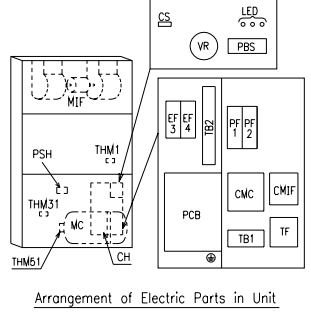 CS
LED
VR
PBS
MIF
EF
3
EF
4
TB2
PF
1
PF
2
THM1
PSH
THM31
MC
THM61
CH
PCB
CMC
CMIF
TB1
TF
Arrangement of Electric Parts in Unit